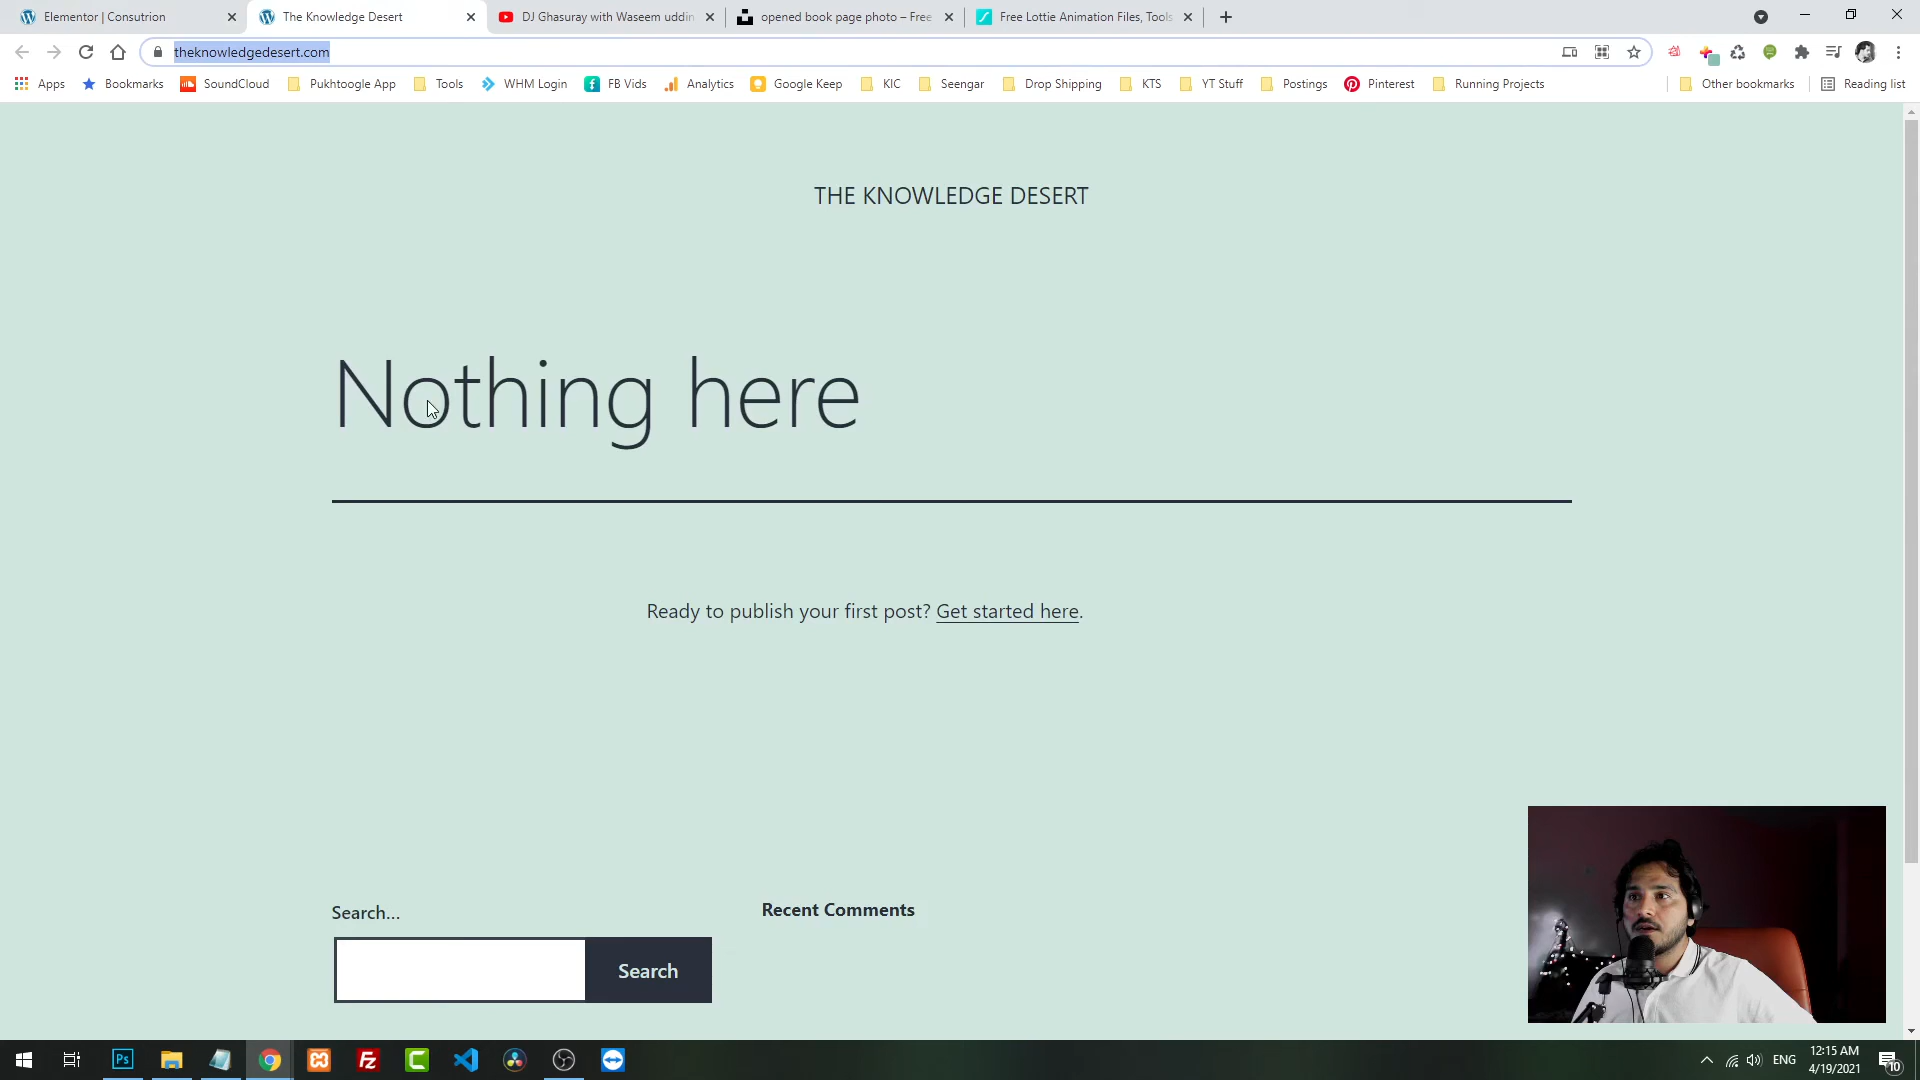 Elementor | Consutrion
The Knowledge Desert
DJ Ghasuray with Waseem uddin
opened book page photo – Free
Free Lottie Animation Files, Tools
theknowledgedesert.com
Apps
Bookmarks
SoundCloud
Pukhtoogle App
Tools
WHM Login
FB Vids
Analytics
Google Keep
KIC
Seengar
Drop Shipping
KTS
YT Stuff
Postings
Pinterest
Running Projects
Other bookmarks
Reading list
THE KNOWLEDGE DESERT
Nothing here
Ready to publish your first post? Get started here.
Search…
Search
Recent Comments
Ps
Fz
C
ENG
12:15 AM
4/19/2021
10